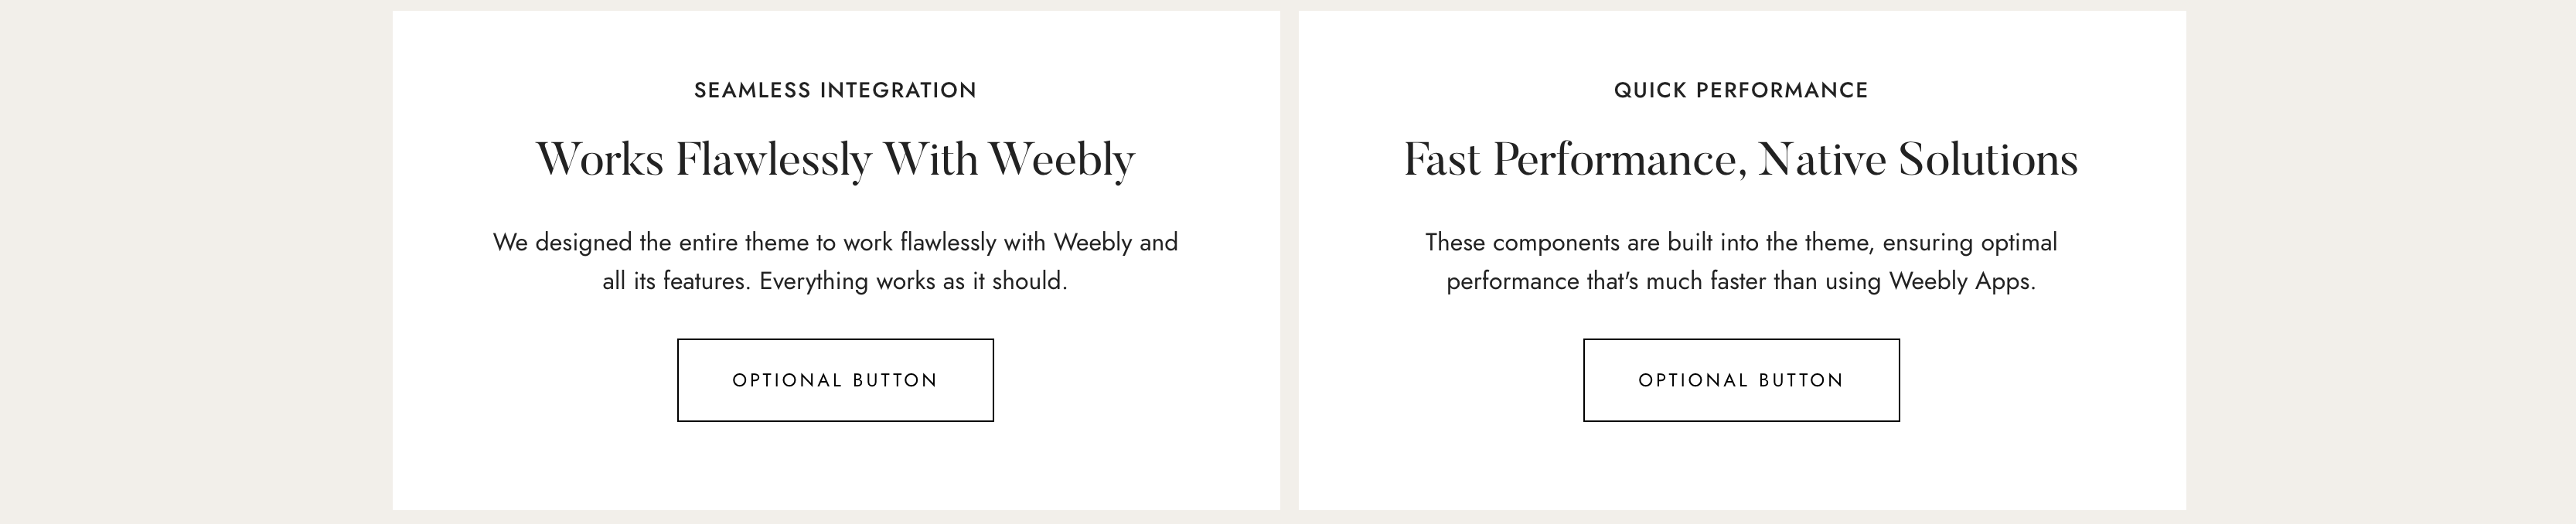 SEAMLESS INTEGRATION
Works Flawlessly With Weebly
We designed the entire theme to work flawlessly with Weebly and
all its features. Everything works as it should.
OPTIONAL BUTTON
QUICK PERFORMANCE
Fast Performance, Native Solutions
These components are built into the theme, ensuring optimal
performance that's much faster than using Weebly Apps.
OPTIONAL BUTTON